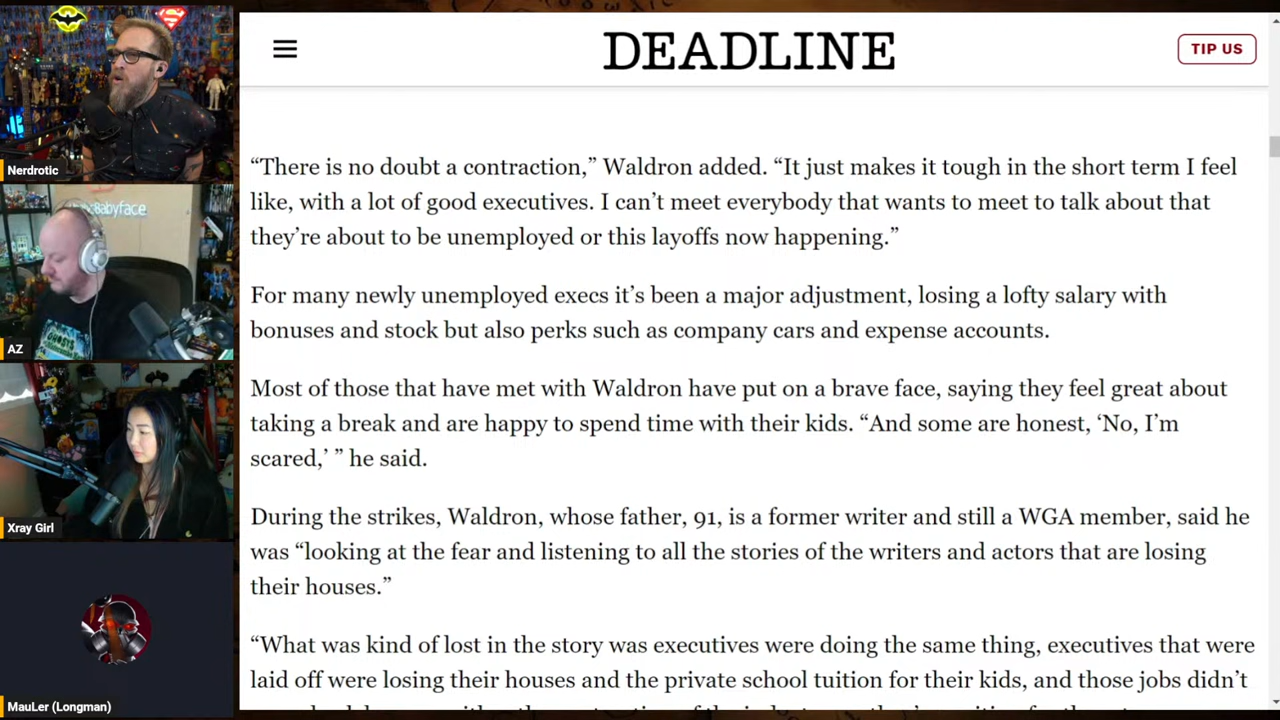 Nerdrotic
Babyface
AZ
Xray Girl
MauLer (Longman)
DEADLINE
TIP US
“There is no doubt a contraction,” Waldron added. “It just makes it tough in the short term I feel
like, with a lot of good executives. I can’t meet everybody that wants to meet to talk about that
they’re about to be unemployed or this layoffs now happening.”
For many newly unemployed execs it’s been a major adjustment, losing a lofty salary with
bonuses and stock but also perks such as company cars and expense accounts.
Most of those that have met with Waldron have put on a brave face, saying they feel great about
taking a break and are happy to spend time with their kids. “And some are honest, ‘No, I’m
scared,’ ” he said.
During the strikes, Waldron, whose father, 91, is a former writer and still a WGA member, said he
was “looking at the fear and listening to all the stories of the writers and actors that are losing
their houses.”
“What was kind of lost in the story was executives were doing the same thing, executives that were
laid off were losing their houses and the private school tuition for their kids, and those jobs didn’t